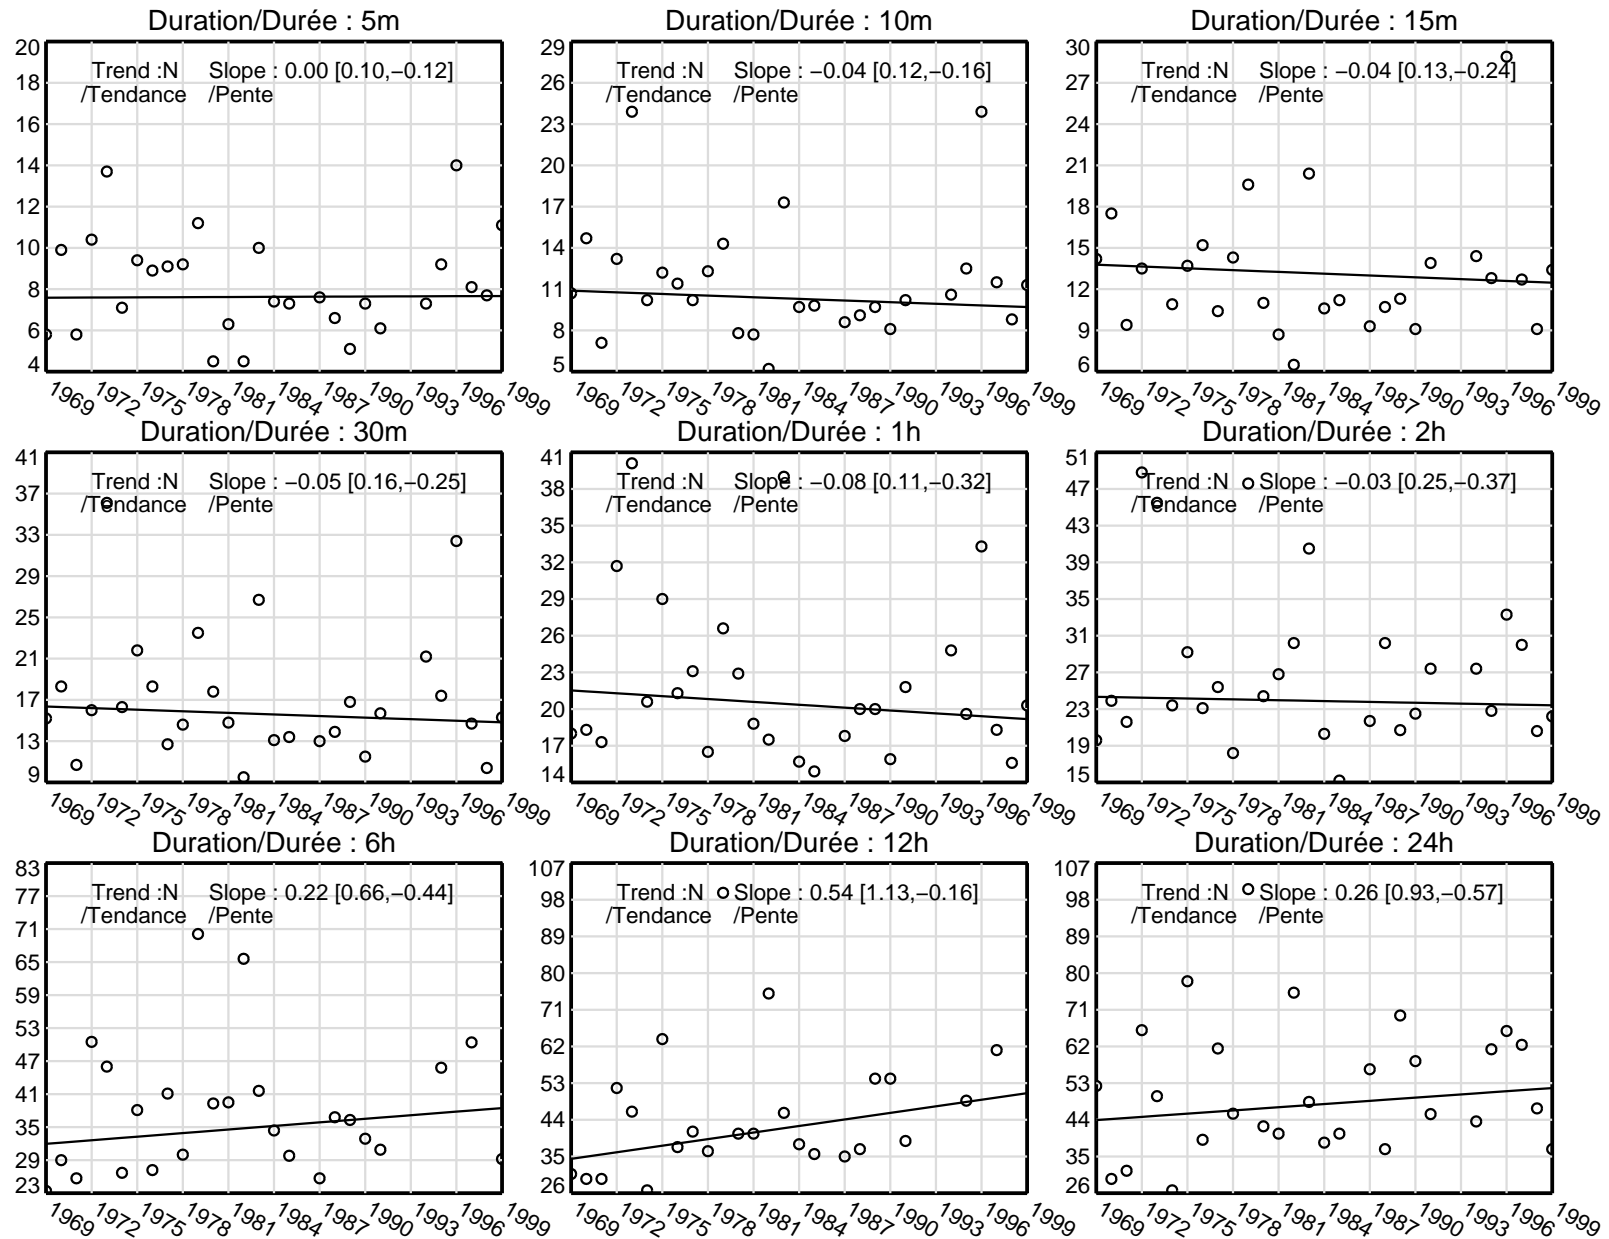 Duration/Durée : 5m
20
18
16
14
12
10
8
6
4
Trend :N Slope : 0.00 [0.10,−0.12]
/Tendance /Pente
1969 1972 1975 1978 1981 1984 1987 1990 1993 1996 1999
Duration/Durée : 10m
29
26
23
20
17
14
11
8
5
Trend :N Slope : −0.04 [0.12,−0.16]
/Tendance /Pente
1969 1972 1975 1978 1981 1984 1987 1990 1993 1996 1999
Duration/Durée : 15m
30
27
24
21
18
15
12
9
6
Trend :N Slope : −0.04 [0.13,−0.24]
/Tendance /Pente
1969 1972 1975 1978 1981 1984 1987 1990 1993 1996 1999
Duration/Durée : 30m
41
37
33
29
25
21
17
13
9
Trend :N Slope : −0.05 [0.16,−0.25]
/Tendance /Pente
1969 1972 1975 1978 1981 1984 1987 1990 1993 1996 1999
Duration/Durée : 1h
41
38
35
32
29
26
23
20
17
14
Trend :N Slope : −0.08 [0.11,−0.32]
/Tendance /Pente
1969 1972 1975 1978 1981 1984 1987 1990 1993 1996 1999
Duration/Durée : 2h
51
47
43
39
35
31
27
23
19
15
Trend :N Slope : −0.03 [0.25,−0.37]
/Tendance /Pente
1969 1972 1975 1978 1981 1984 1987 1990 1993 1996 1999
Duration/Durée : 6h
83
77
71
65
59
53
47
41
35
29
23
Trend :N Slope : 0.22 [0.66,−0.44]
/Tendance /Pente
1969 1972 1975 1978 1981 1984 1987 1990 1993 1996 1999
Duration/Durée : 12h
107
98
89
80
71
62
53
44
35
26
Trend :N Slope : 0.54 [1.13,−0.16]
/Tendance /Pente
1969 1972 1975 1978 1981 1984 1987 1990 1993 1996 1999
Duration/Durée : 24h
107
98
89
80
71
62
53
44
35
26
Trend :N Slope : 0.26 [0.93,−0.57]
/Tendance /Pente
1969 1972 1975 1978 1981 1984 1987 1990 1993 1996 1999